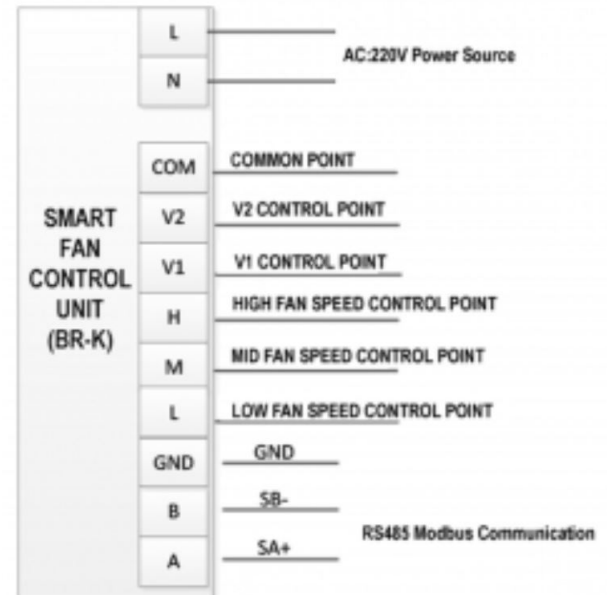 L
AC:220V Power Source
N
COM COMMON POINT
V2 V2 CONTROL POINT
V1 V1 CONTROL POINT
SMART
FAN
CONTROL
UNIT
(BR-K)
H HIGH FAN SPEED CONTROL POINT
M MID FAN SPEED CONTROL POINT
L LOW FAN SPEED CONTROL POINT
GND GND
B SB-
RS485 Modbus Communication
A SA+